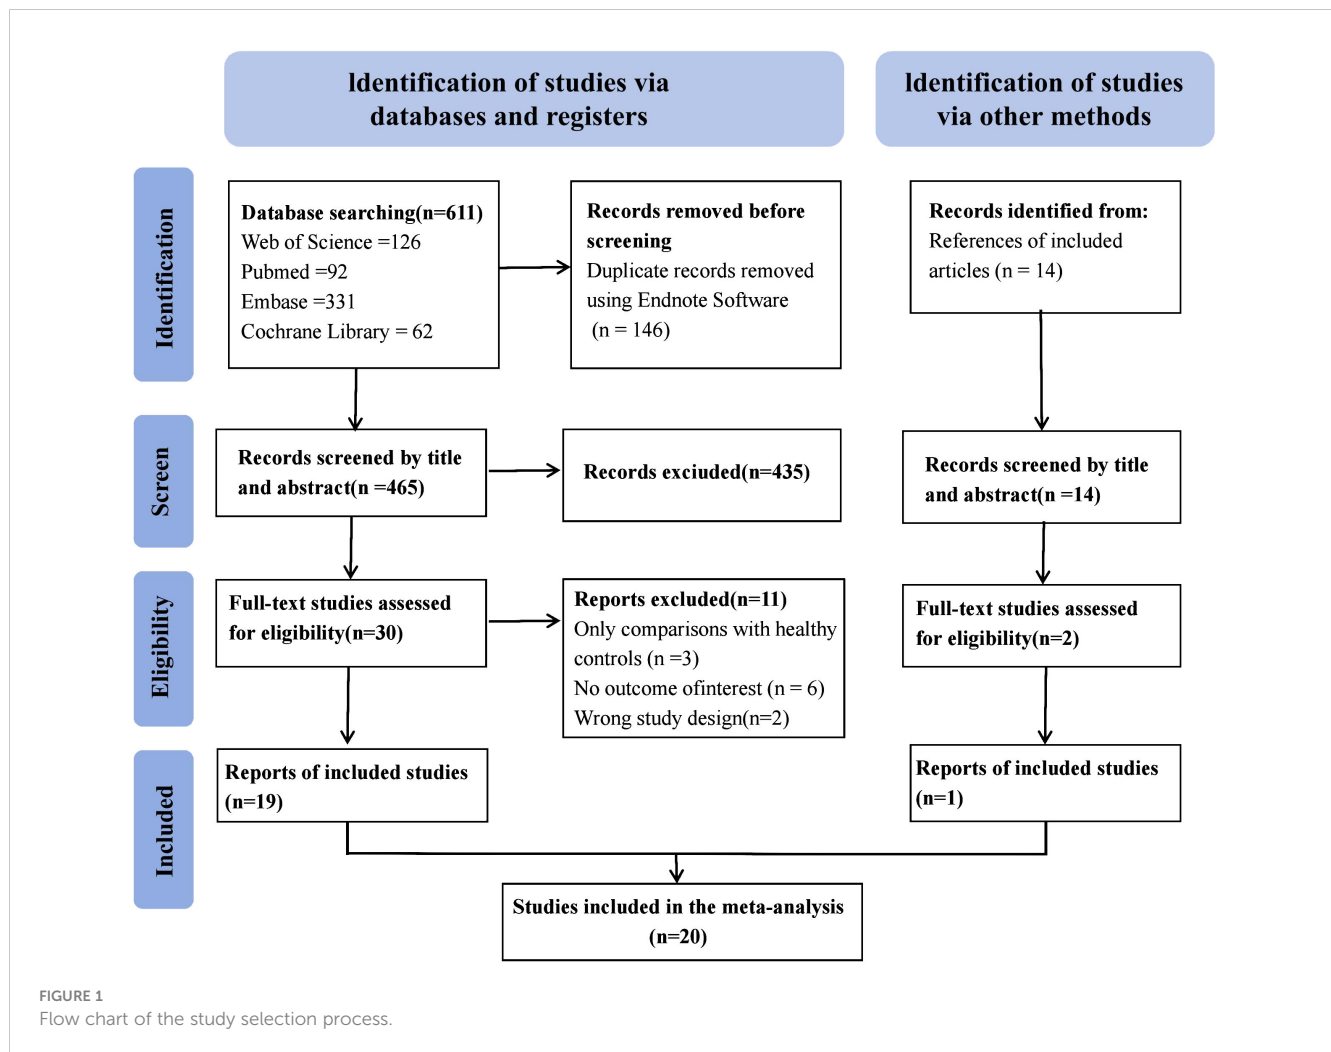 Identification of studies via
databases and registers
Identification of studies
via other methods
Identification
Database searching(n=611)
Web of Science =126
Pubmed =92
Embase =331
Cochrane Library = 62
Records removed before
screening
Duplicate records removed
using Endnote Software
(n = 146)
Records identified from:
References of included
articles (n = 14)
Screen
Records screened by title
and abstract(n =465)
Records exciuded(n=435)
Records screened by title
and abstract(n =14)
Eligibility
Full-text studies assessed
for eligibility(n=30)
Reports excluded(n=11)
Only comparisons with healthy
controls (n =3)
No outcome ofinterest (n = 6)
Wrong study design(n=2)
Full-text studies assessed
for eligibility(n=2)
Included
Reports of included studies
(n=19)
Reports of included studies
(n=1)
Studies included in the meta-analysis
(n=20)
FIGURE 1
Flow chart of the study selection process.